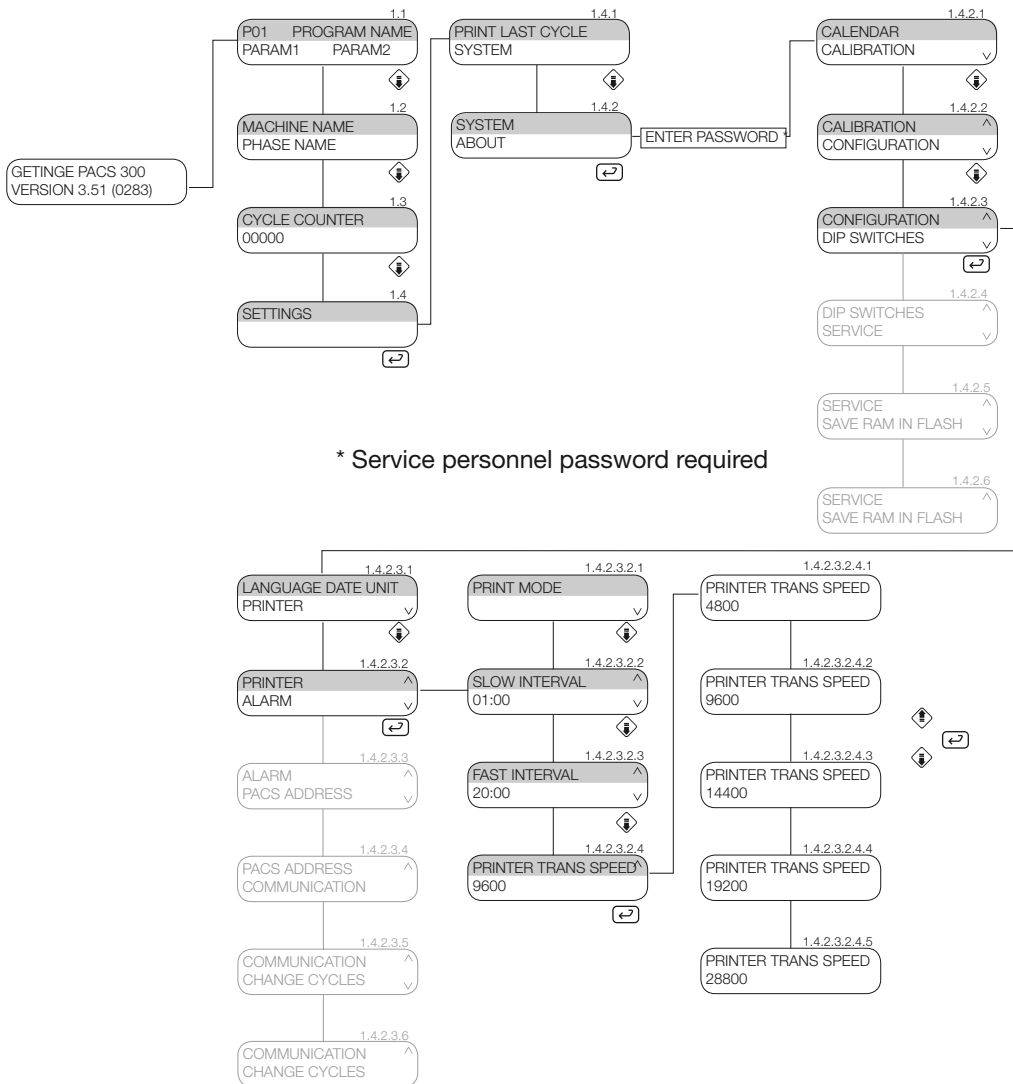 GETINGE PACS 300
VERSION 3.51 (0283)
1.1
P01 PROGRAM NAME
PARAM1 PARAM2
1.2
MACHINE NAME
PHASE NAME
1.3
CYCLE COUNTER
00000
1.4
SETTINGS
1.4.1
PRINT LAST CYCLE
SYSTEM
1.4.2
SYSTEM
ABOUT
ENTER PASSWORD *
1.4.2.1
CALENDAR
CALIBRATION
1.4.2.2
CALIBRATION
CONFIGURATION
1.4.2.3
CONFIGURATION
DIP SWITCHES
1.4.2.4
DIP SWITCHES
SERVICE
1.4.2.5
SERVICE
SAVE RAM IN FLASH
1.4.2.6
SERVICE
SAVE RAM IN FLASH
* Service personnel password required
1.4.2.3.1
LANGUAGE DATE UNIT
PRINTER
1.4.2.3.2
PRINTER
ALARM
1.4.2.3.3
ALARM
PACS ADDRESS
1.4.2.3.4
PACS ADDRESS
COMMUNICATION
1.4.2.3.5
COMMUNICATION
CHANGE CYCLES
1.4.2.3.6
COMMUNICATION
CHANGE CYCLES
1.4.2.3.2.1
PRINT MODE
1.4.2.3.2.2
SLOW INTERVAL
01:00
1.4.2.3.2.3
FAST INTERVAL
20:00
1.4.2.3.2.4
PRINTER TRANS SPEED
9600
1.4.2.3.2.4.1
PRINTER TRANS SPEED
4800
1.4.2.3.2.4.2
PRINTER TRANS SPEED
9600
1.4.2.3.2.4.3
PRINTER TRANS SPEED
14400
1.4.2.3.2.4.4
PRINTER TRANS SPEED
19200
1.4.2.3.2.4.5
PRINTER TRANS SPEED
28800